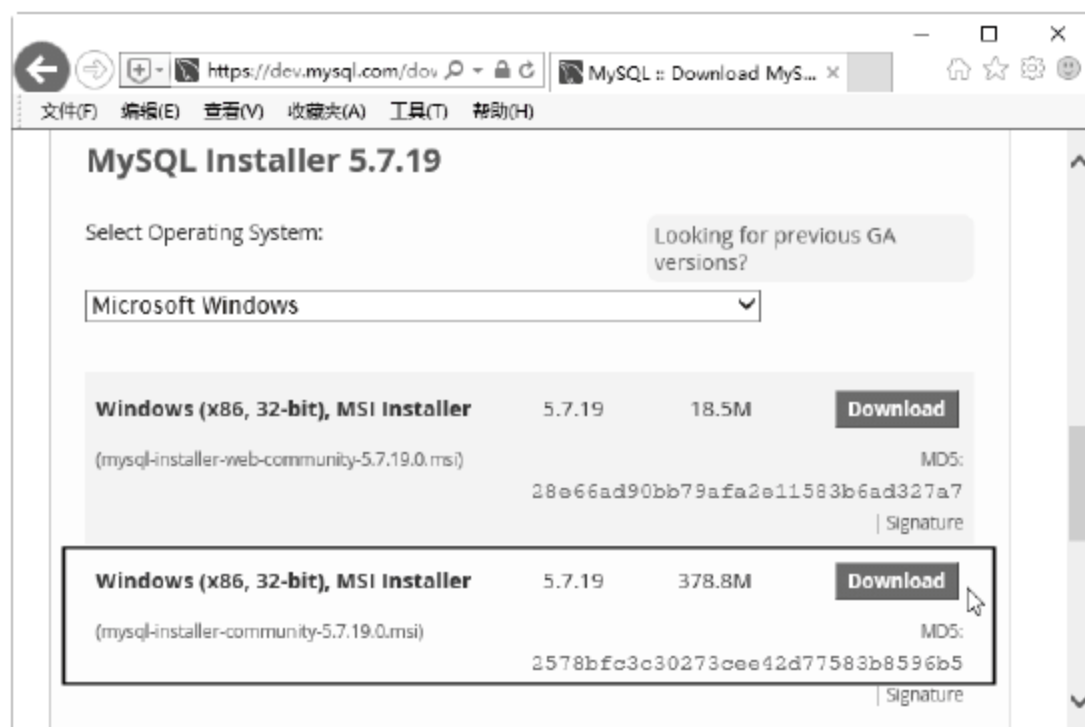 https://dev.mysql.com/dov
MySQL :: Download MyS...
文件(F) 编辑(E) 查看(V) 收藏夹(A) 工具(T) 帮助(H)
MySQL Installer 5.7.19
Select Operating System:
Looking for previous GA
versions?
Microsoft Windows
Windows (x86, 32-bit), MSI Installer 5.7.19 18.5M Download
(mysql-installer-web-community-5.7.19.0.msi) MD5:
28e66ad90bb79afa2e11583b6ad327a7
| Signature
Windows (x86, 32-bit), MSI Installer 5.7.19 378.8M Download
(mysql-installer-community-5.7.19.0.msi) MD5:
2578bfc3c30273cee42d77583b8596b5
| Signature